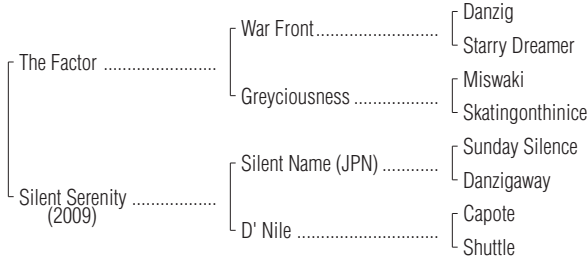 Danzig
War Front........................
Starry Dreamer
The Factor ......................
Miswaki
Greyciousness .................
Skatingonthinice
Sunday Silence
Silent Name (JPN) ...........
Danzigaway
Silent Serenity ................
(2009)
Capote
D' Nile ............................
Shuttle